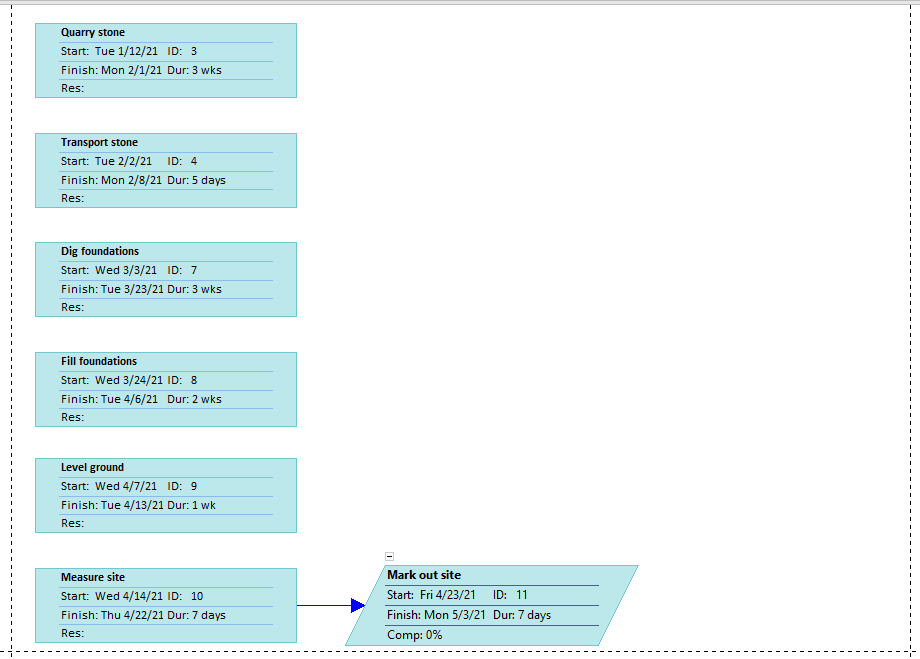 Quarry stone
Start: Tue 1/12/21 ID: 3
Finish: Mon 2/1/21 Dur: 3 wks
Res:
Transport stone
Start: Tue 2/2/21 ID: 4
Finish: Mon 2/8/21 Dur: 5 days
Res:
Dig foundations
Start: Wed 3/3/21 ID: 7
Finish: Tue 3/23/21 Dur: 3 wks
Res:
Fill foundations
Start: Wed 3/24/21 ID: 8
Finish: Tue 4/6/21 Dur: 2 wks
Res:
Level ground
Start: Wed 4/7/21 ID: 9
Finish: Tue 4/13/21 Dur: 1 wk
Res:
Measure site
Start: Wed 4/14/21 ID: 10
Finish: Thu 4/22/21 Dur: 7 days
Res:
Mark out site
Start: Fri 4/23/21 ID: 11
Finish: Mon 5/3/21 Dur: 7 days
Comp: 0%